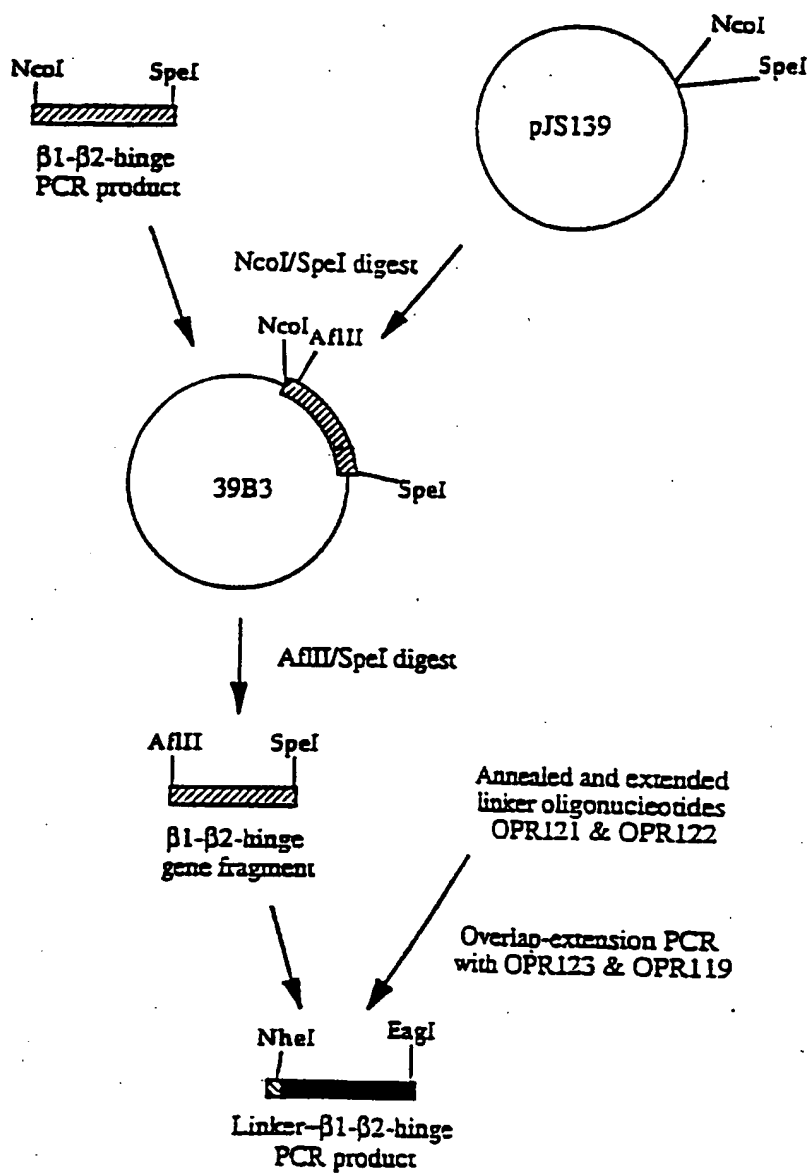 NcoI SpeI
β1-β2-hinge
PCR product
NcoI
SpeI
pJS139
NcoI/SpeI digest
NcoI AflII
39B3
SpeI
AflII/SpeI digest
AflII SpeI
β1-β2-hinge
gene fragment
Annealed and extended
linker oligonucleotides
OPR121 & OPR122
Overlap-extension PCR
with OPR123 & OPR119
NheI EagI
Linker-β1-β2-hinge
PCR product